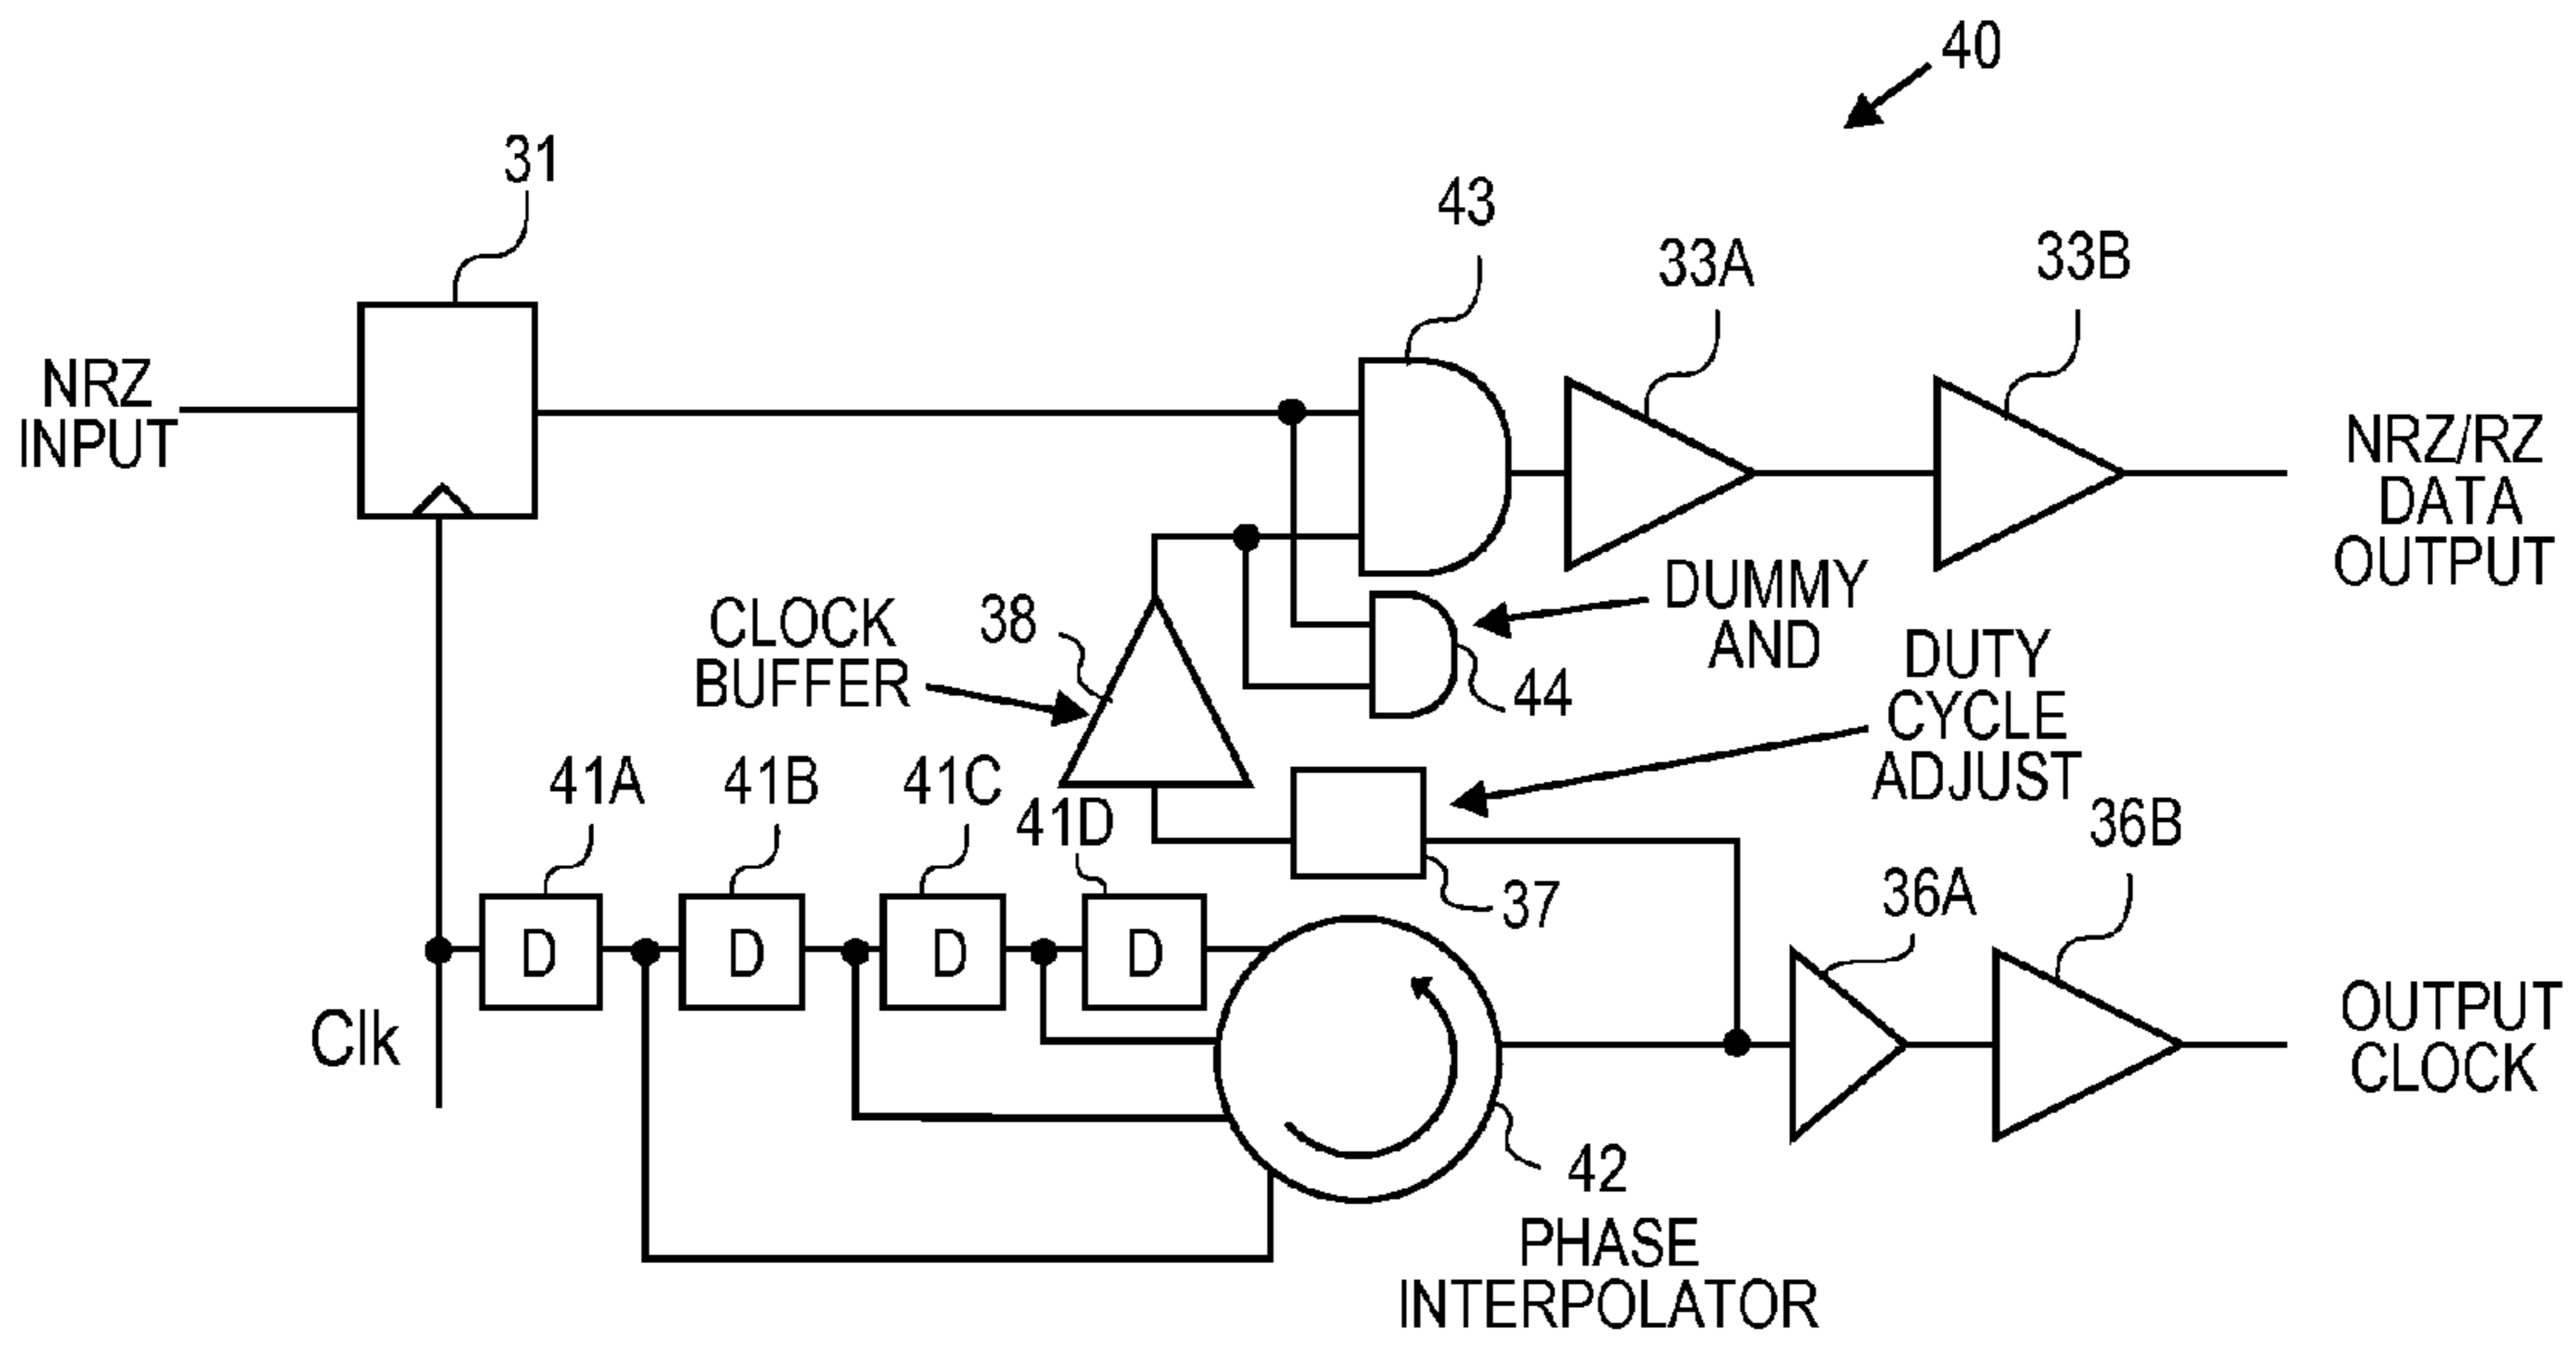 40
31
43
33A
33B
NRZ
INPUT
NRZ/RZ
DATA
OUTPUT
DUMMY
AND
CLOCK
BUFFER
38
44
DUTY
CYCLE
ADJUST
41A
41B
41C
41D
37
36A
36B
D
D
D
D
Clk
OUTPUT
CLOCK
42
PHASE
INTERPOLATOR